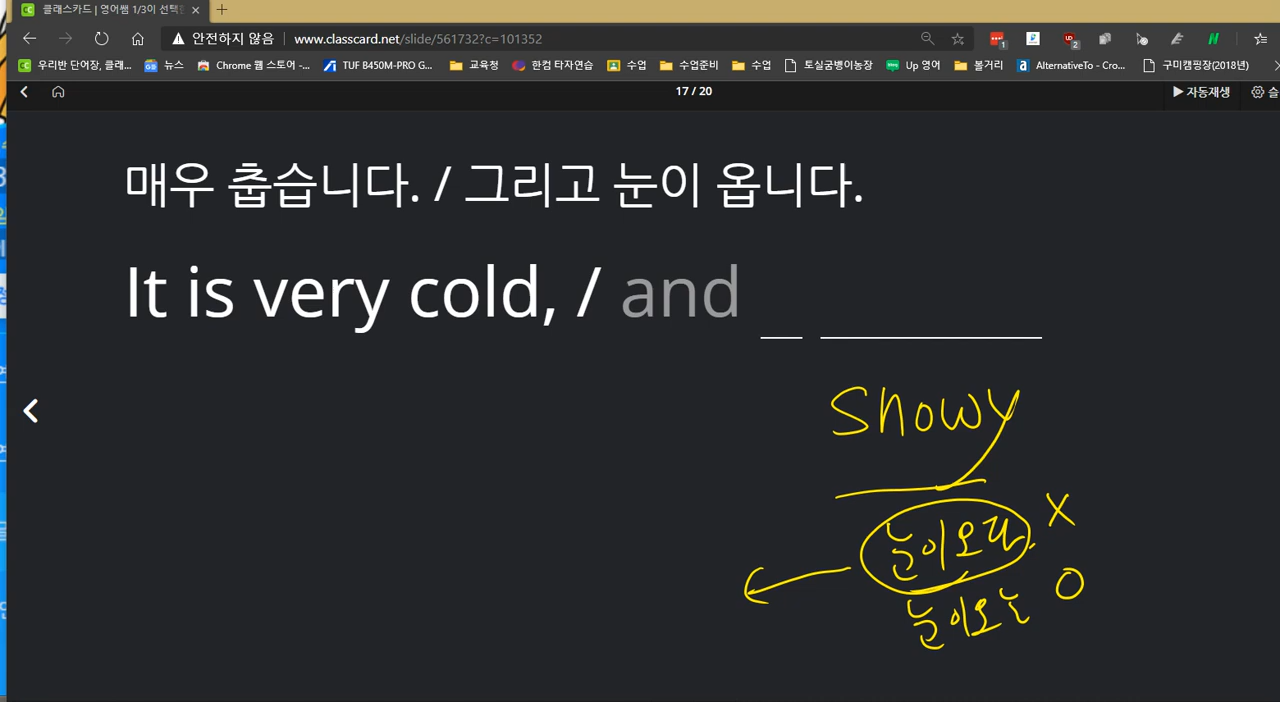 클래스카드 | 영어쌤 1/3이 선택
안전하지 않음 www.classcard.net/slide/561732?c=101352
1 2
우리반 단어장, 클래... 뉴스 Chrome 웹 스토어 -... TUF B450M-PRO G... 교육청 한컴 타자연습 수업 수업준비 수업 토실굼벵이농장 Up 영어 볼거리 AlternativeTo - Cro... 구미캠핑장(2018년)
17 / 20 자동재생 슬
매우 춥습니다. / 그리고 눈이 옵니다.
It is very cold, / and
snowy
눈이오다. X
눈이오는 O